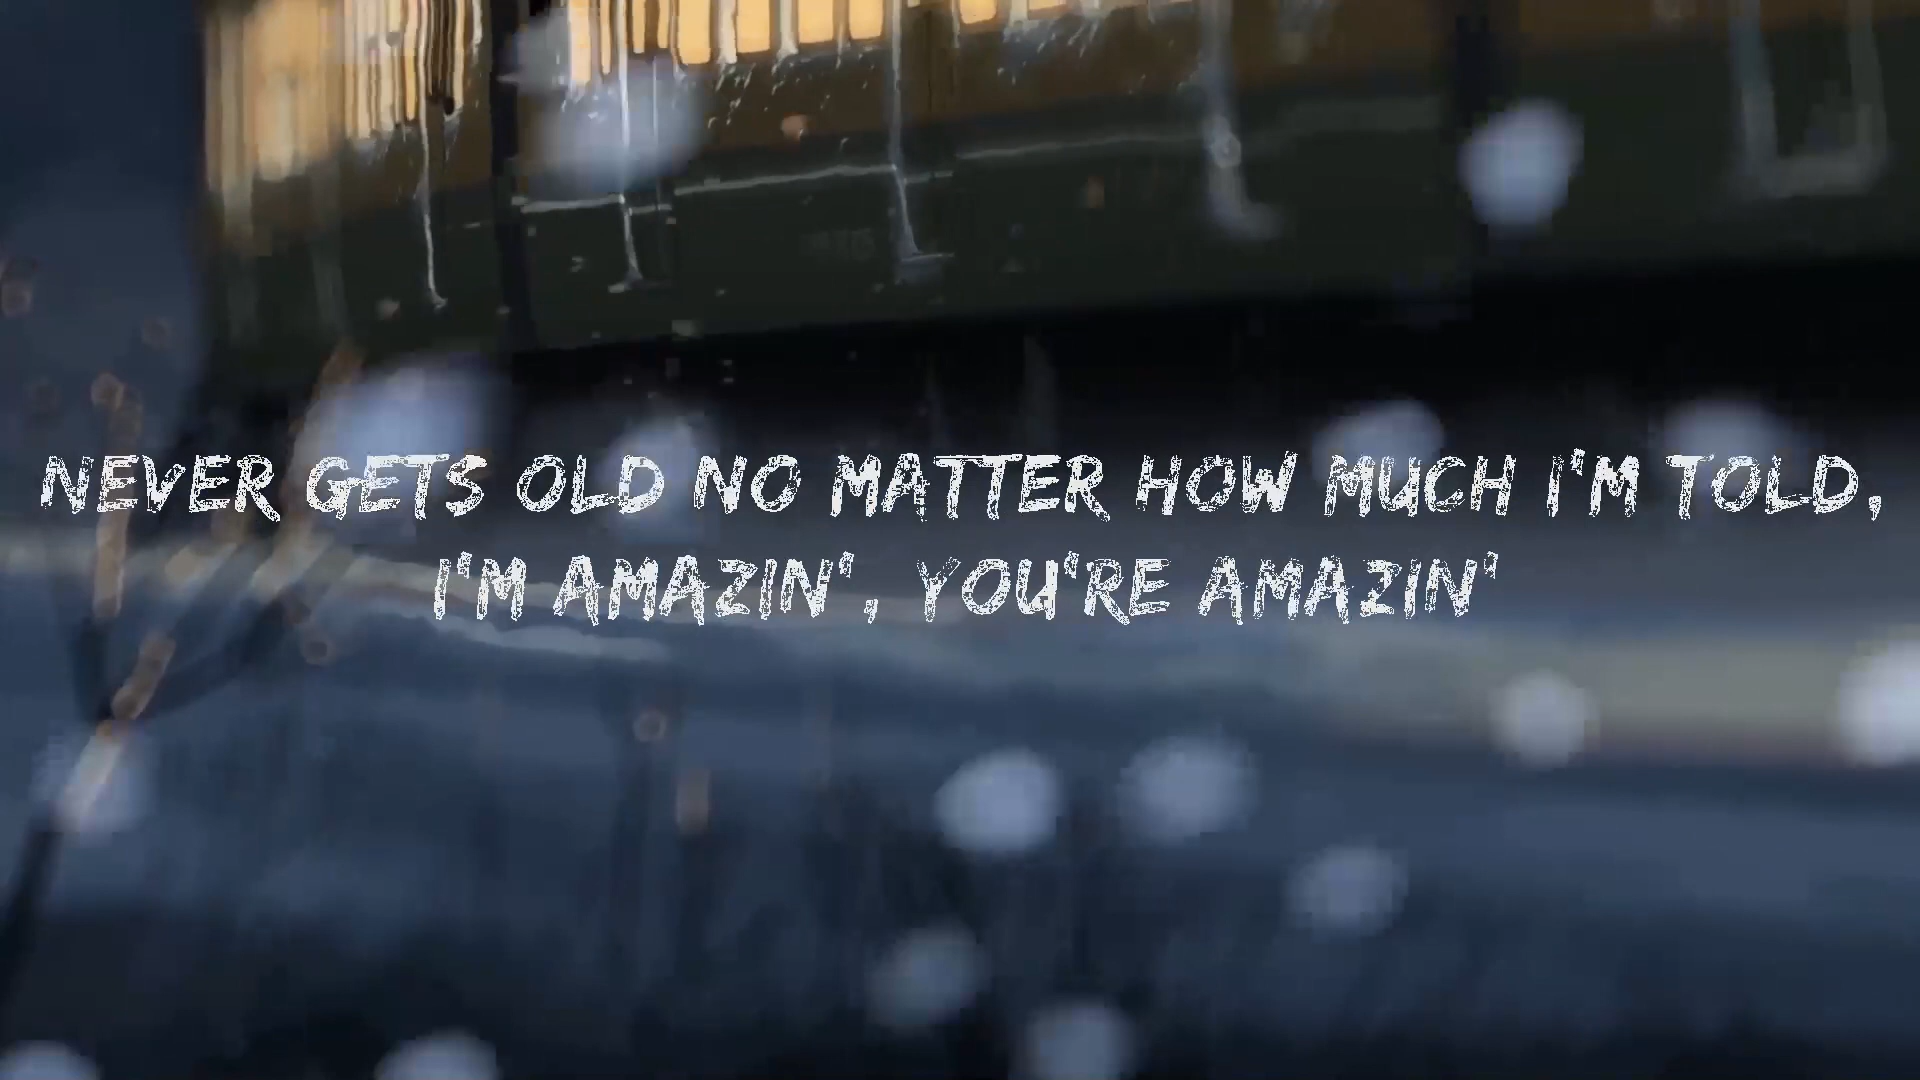 NEVER GETS OLD NO MATTER HOW MUCH I'M TOLD,
I'M AMAZIN', YOU'RE AMAZIN'